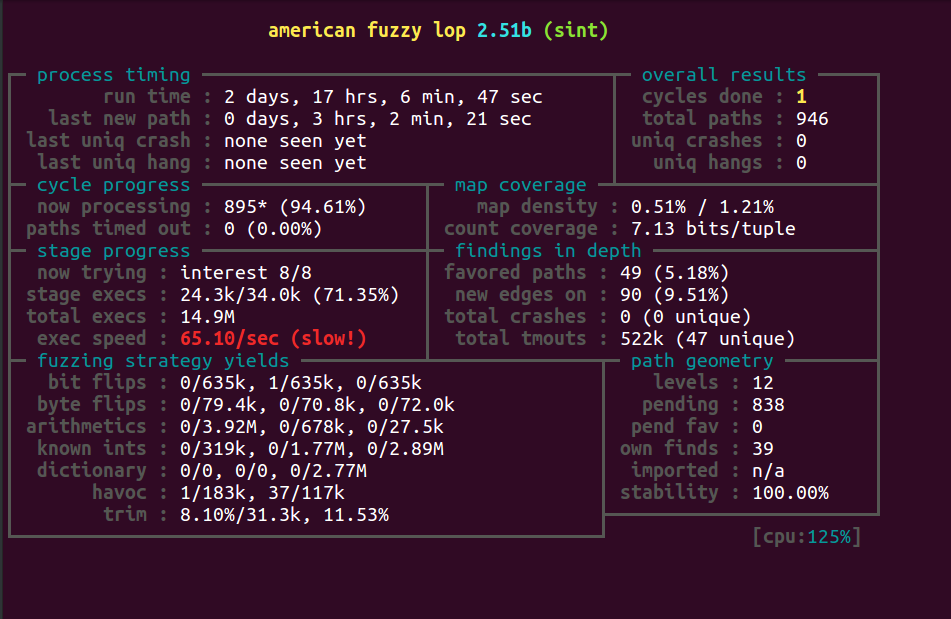 american fuzzy lop 2.51b (sint)
process timing overall results
run time : 2 days, 17 hrs, 6 min, 47 sec cycles done : 1
last new path : 0 days, 3 hrs, 2 min, 21 sec total paths : 946
last uniq crash : none seen yet uniq crashes : 0
last uniq hang : none seen yet uniq hangs : 0
cycle progress map coverage
now processing : 895* (94.61%) map density : 0.51% / 1.21%
paths timed out : 0 (0.00%) count coverage : 7.13 bits/tuple
stage progress findings in depth
now trying : interest 8/8 favored paths : 49 (5.18%)
stage execs : 24.3k/34.0k (71.35%) new edges on : 90 (9.51%)
total execs : 14.9M total crashes : 0 (0 unique)
exec speed : 65.10/sec (slow!) total tmouts : 522k (47 unique)
fuzzing strategy yields path geometry
bit flips : 0/635k, 1/635k, 0/635k levels : 12
byte flips : 0/79.4k, 0/70.8k, 0/72.0k pending : 838
arithmetics : 0/3.92M, 0/678k, 0/27.5k pend fav : 0
known ints : 0/319k, 0/1.77M, 0/2.89M own finds : 39
dictionary : 0/0, 0/0, 0/2.77M imported : n/a
havoc : 1/183k, 37/117k stability : 100.00%
trim : 8.10%/31.3k, 11.53%
[cpu:125%]